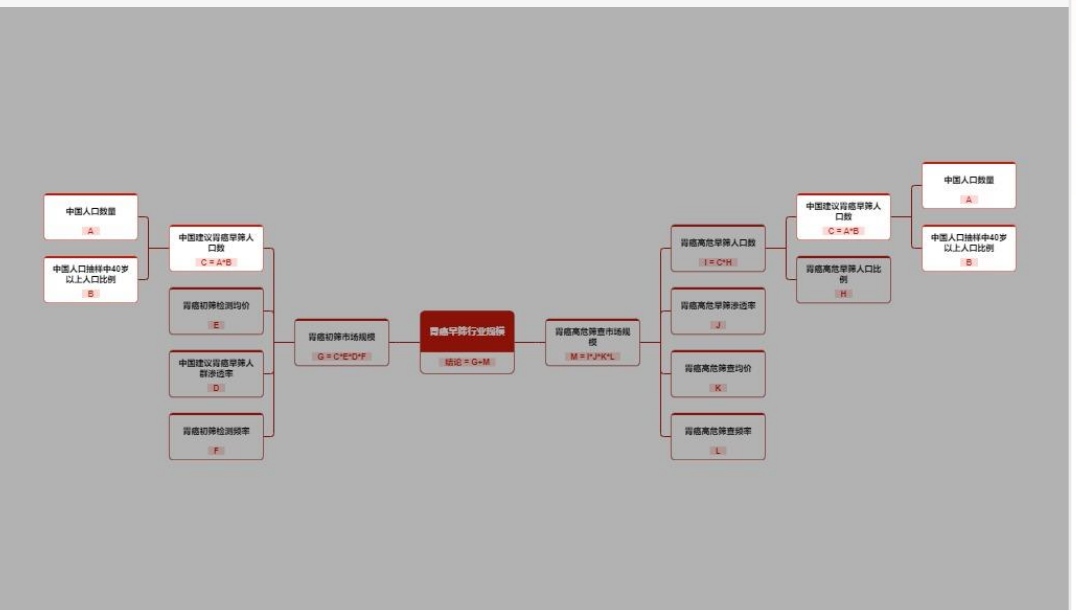 中国人口数量
A
中国人口抽样中40岁
以上人口比例
B
中国建议胃癌早筛人
口数
C = A*B
胃癌初筛检测均价
E
中国建议胃癌早筛人
群渗透率
D
胃癌初筛检测频率
F
胃癌初筛市场规模
G = C*E*D*F
胃癌早筛行业规模
结论 = G+M
胃癌高危筛查市场规
模
M = I*J*K*L
胃癌高危早筛人口数
I = C*H
胃癌高危早筛渗透率
J
胃癌高危筛查均价
K
胃癌高危筛查频率
L
中国建议胃癌早筛人
口数
C = A*B
胃癌高危早筛人口比
例
H
中国人口数量
A
中国人口抽样中40岁
以上人口比例
B